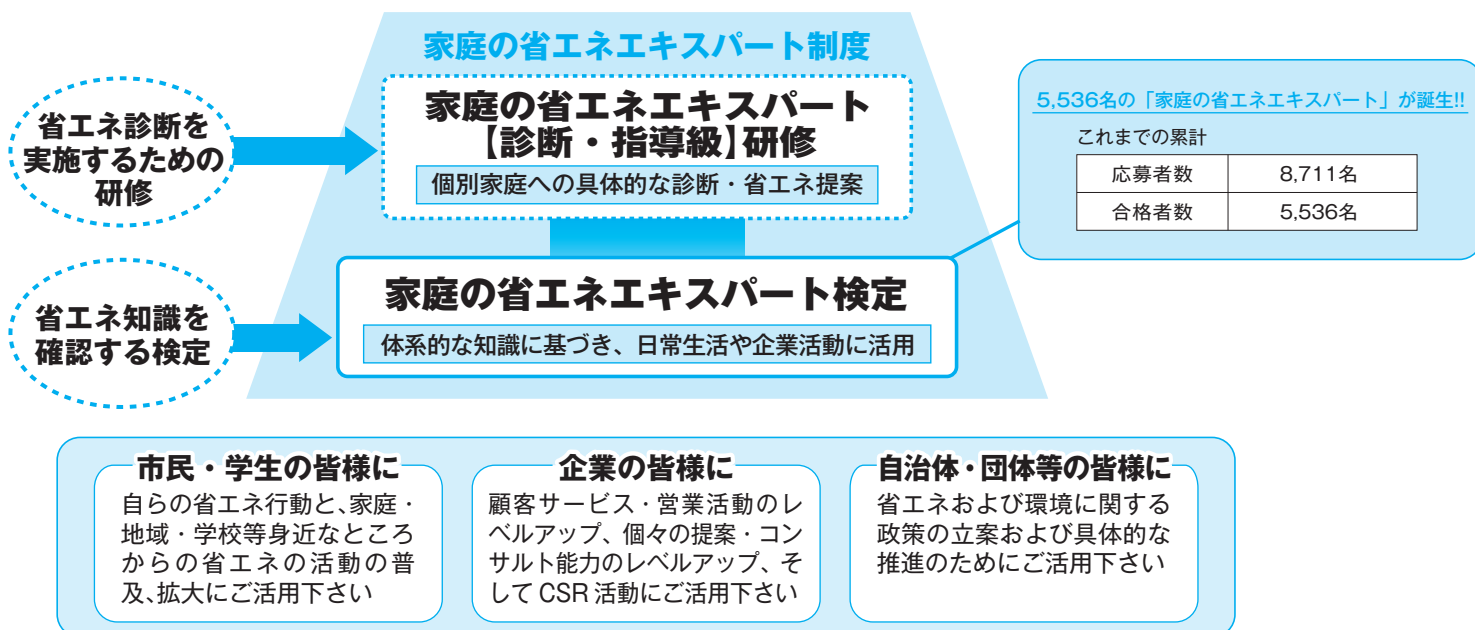 家庭の省エネエキスパート制度
省エネ診断を
実施するための
研修
家庭の省エネエキスパート
【診断・指導級】研修
個別家庭への具体的な診断・省エネ提案
5,536名の「家庭の省エネエキスパート」が誕生!!
これまでの累計
応募者数 8,711名
合格者数 5,536名
省エネ知識を
確認する検定
家庭の省エネエキスパート検定
体系的な知識に基づき、日常生活や企業活動に活用
市民・学生の皆様に
自らの省エネ行動と、家庭・
地域・学校等身近なところ
からの省エネの活動の普
及、拡大にご活用下さい
企業の皆様に
顧客サービス・営業活動のレ
ベルアップ、個々の提案・コン
サルト能力のレベルアップ、そ
して CSR 活動にご活用下さい
自治体・団体等の皆様に
省エネおよび環境に関する
政策の立案および具体的な
推進のためにご活用下さい